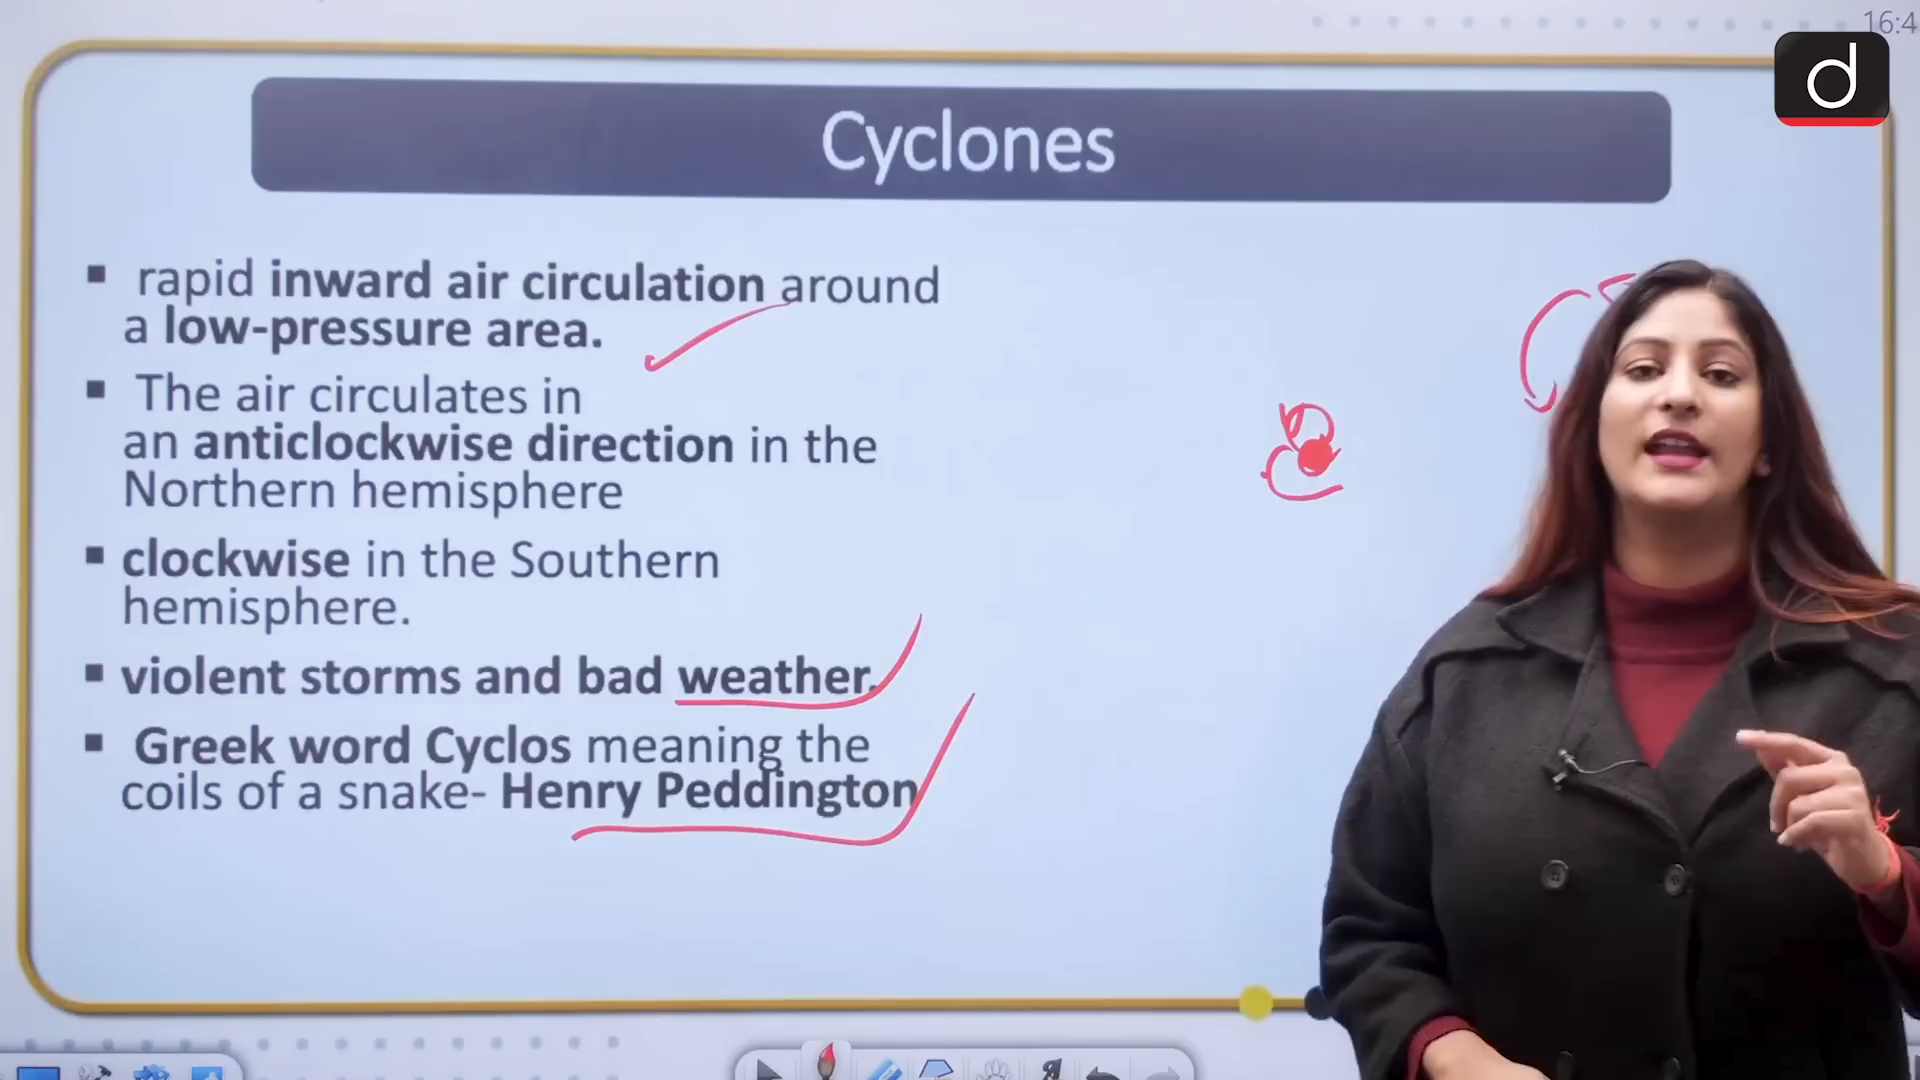 16:4
d
Cyclones
▪ rapid inward air circulation around
a low-pressure area.
▪ The air circulates in
an anticlockwise direction in the
Northern hemisphere
▪ clockwise in the Southern
hemisphere.
▪ violent storms and bad weather.
▪ Greek word Cyclos meaning the
coils of a snake- Henry Peddington